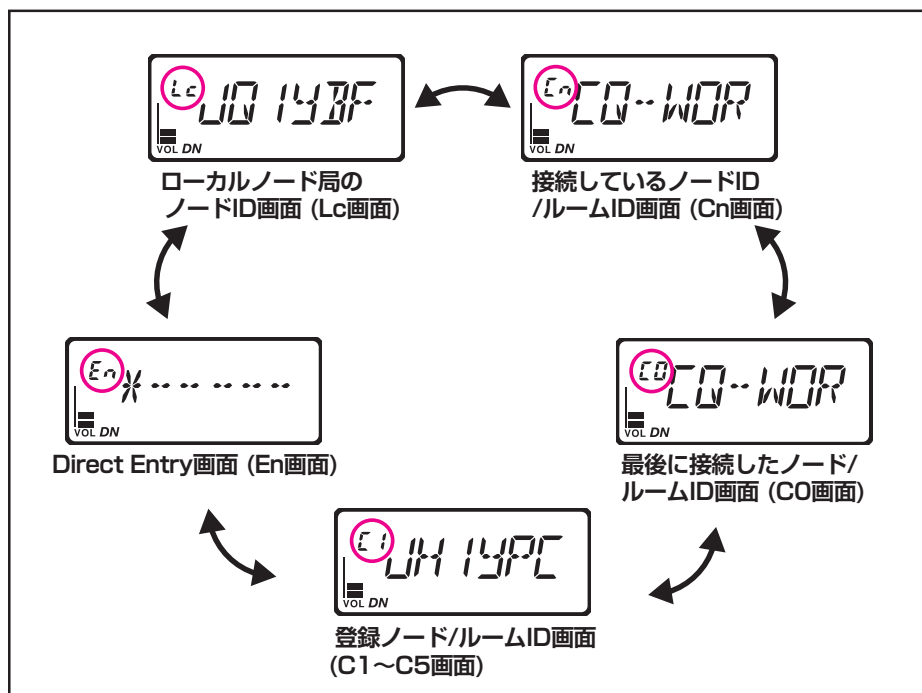 Lc JQ1YBF
VOL DN
ローカルノード局の
ノードID画面 (Lc画面)
Cn CQ--WOR
VOL DN
接続しているノードID
/ルームID画面 (Cn画面)
En *-- -- -- --
VOL DN
Direct Entry画面 (En画面)
C0 CQ--WOR
VOL DN
最後に接続したノード/
ルームID画面 (C0画面)
C1 JH1YPC
VOL DN
登録ノード/ルームID画面
(C1～C5画面)